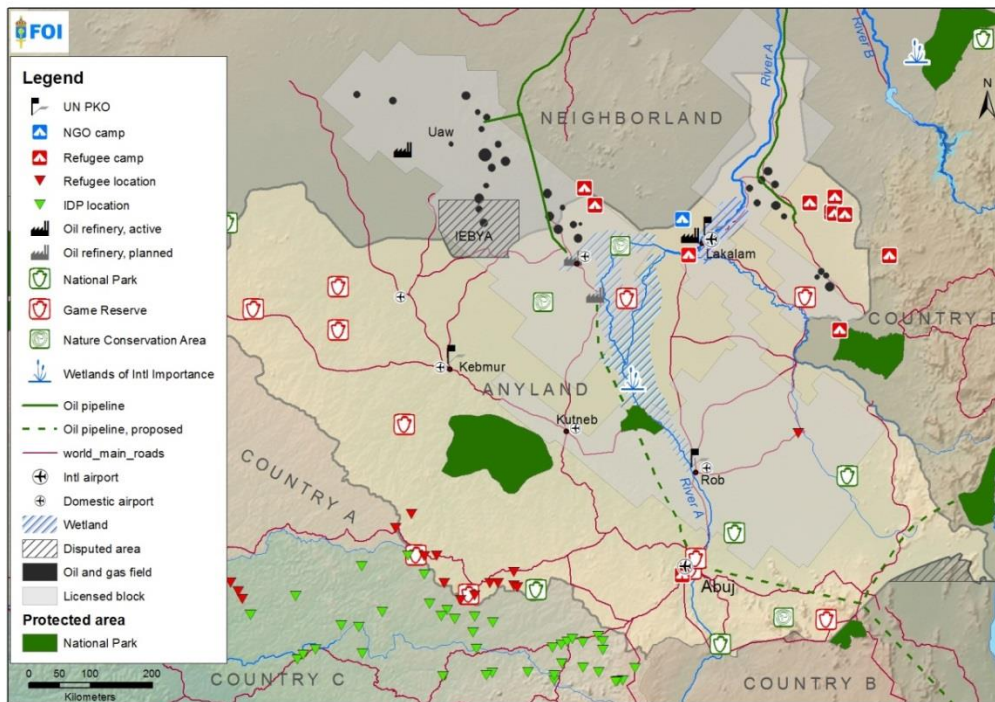 FOI
Legend
UN PKO
NGO camp
Refugee camp
Refugee location
IDP location
Oil refinery, active
Oil refinery, planned
National Park
Game Reserve
Nature Conservation Area
Wetlands of Intl Importance
Oil pipeline
Oil pipeline, proposed
world_main_roads
Intl airport
Domestic airport
Wetland
Disputed area
Oil and gas field
Licensed block
Protected area
National Park
0 50 100 200
Kilometers
River A
River B
N
NEIGHBORLAND
Uaw
IEBYA
Lakalam
COUNTRY D
Kebmur
ANYLAND
Kutneb
COUNTRY A
Rob
River A
Abuj
COUNTRY C
COUNTRY B